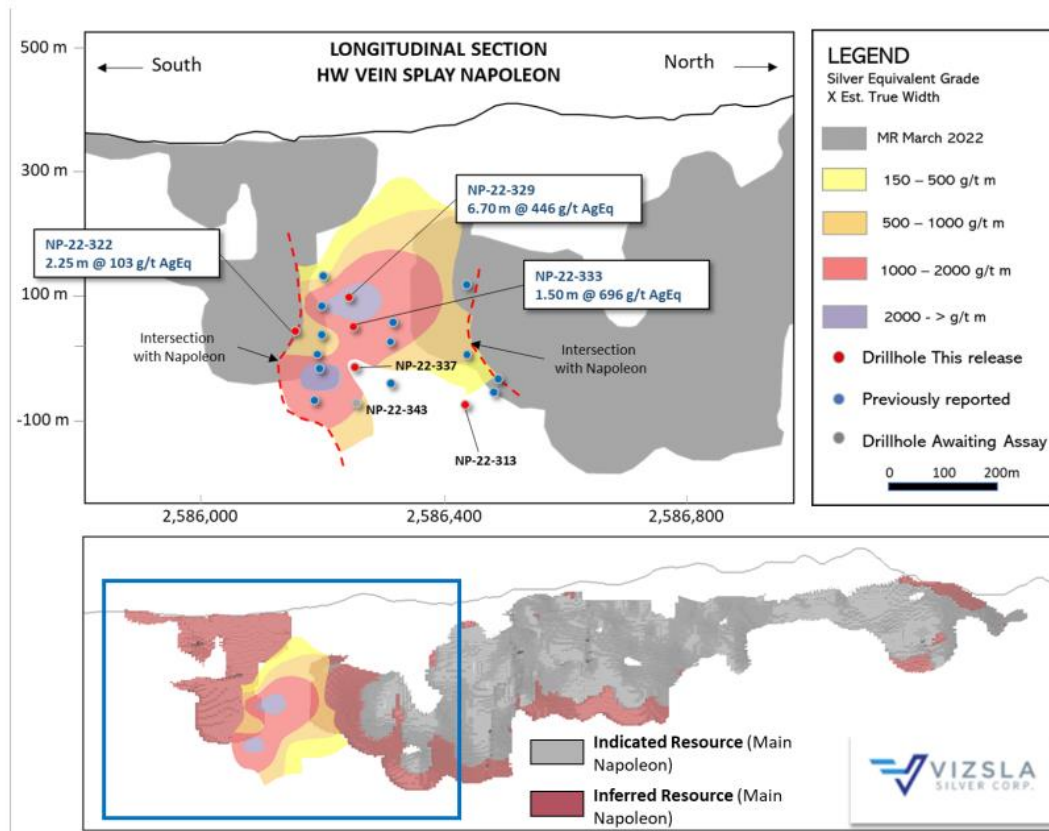 500 m
300 m
100 m
-100 m
LONGITUDINAL SECTION
HW VEIN SPLAY NAPOLEON
South
North
NP-22-329
6.70 m @ 446 g/t AgEq
NP-22-322
2.25 m @ 103 g/t AgEq
NP-22-333
1.50 m @ 696 g/t AgEq
Intersection
with Napoleon
Intersection
with Napoleon
NP-22-337
NP-22-343
NP-22-313
2,586,000
2,586,400
2,586,800
LEGEND
Silver Equivalent Grade
X Est. True Width
MR March 2022
150 – 500 g/t m
500 – 1000 g/t m
1000 – 2000 g/t m
2000 - > g/t m
Drillhole This release
Previously reported
Drillhole Awaiting Assay
0 100 200m
Indicated Resource (Main
Napoleon)
Inferred Resource (Main
Napoleon)
VIZSLA
SILVER CORP.